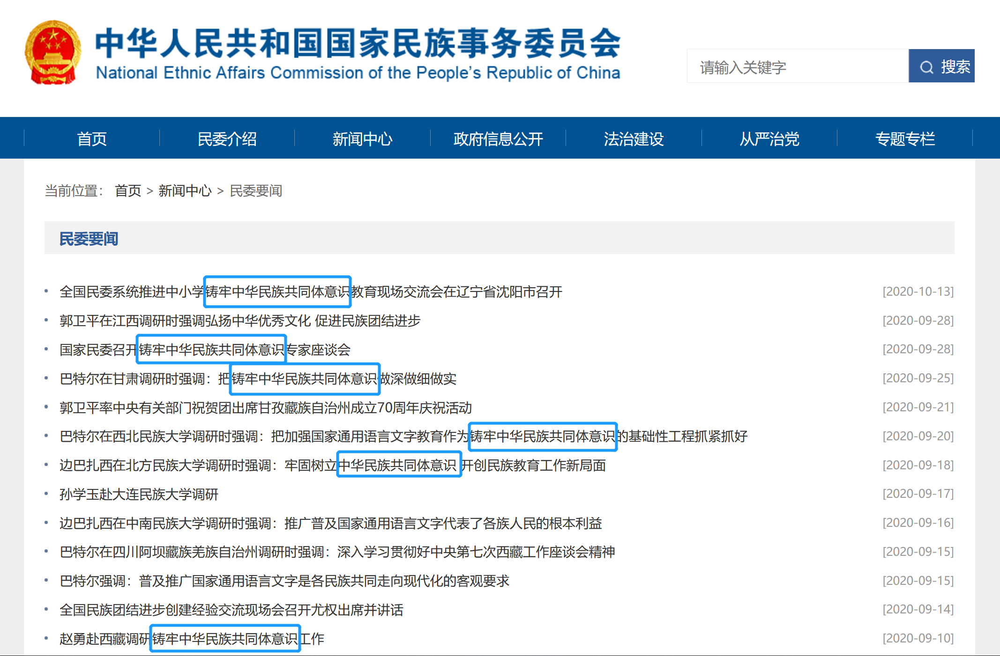 中华人民共和国国家民族事务委员会
National Ethnic Affairs Commission of the People's Republic of China
请输入关键字 搜索
首页 民委介绍 新闻中心 政府信息公开 法治建设 从严治党 专题专栏
当前位置： 首页 > 新闻中心 > 民委要闻
民委要闻
全国民委系统推进中小学铸牢中华民族共同体意识教育现场交流会在辽宁省沈阳市召开 [2020-10-13]
郭卫平在江西调研时强调弘扬中华优秀文化 促进民族团结进步 [2020-09-28]
国家民委召开铸牢中华民族共同体意识专家座谈会 [2020-09-28]
巴特尔在甘肃调研时强调：把铸牢中华民族共同体意识做深做细做实 [2020-09-25]
郭卫平率中央有关部门祝贺团出席甘孜藏族自治州成立70周年庆祝活动 [2020-09-21]
巴特尔在西北民族大学调研时强调：把加强国家通用语言文字教育作为铸牢中华民族共同体意识的基础性工程抓紧抓好 [2020-09-20]
边巴扎西在北方民族大学调研时强调：牢固树立中华民族共同体意识 开创民族教育工作新局面 [2020-09-18]
孙学玉赴大连民族大学调研 [2020-09-17]
边巴扎西在中南民族大学调研时强调：推广普及国家通用语言文字代表了各族人民的根本利益 [2020-09-16]
巴特尔在四川阿坝藏族羌族自治州调研时强调：深入学习贯彻好中央第七次西藏工作座谈会精神 [2020-09-15]
巴特尔强调：普及推广国家通用语言文字是各民族共同走向现代化的客观要求 [2020-09-15]
全国民族团结进步创建经验交流现场会召开尤权出席并讲话 [2020-09-14]
赵勇赴西藏调研铸牢中华民族共同体意识工作 [2020-09-10]